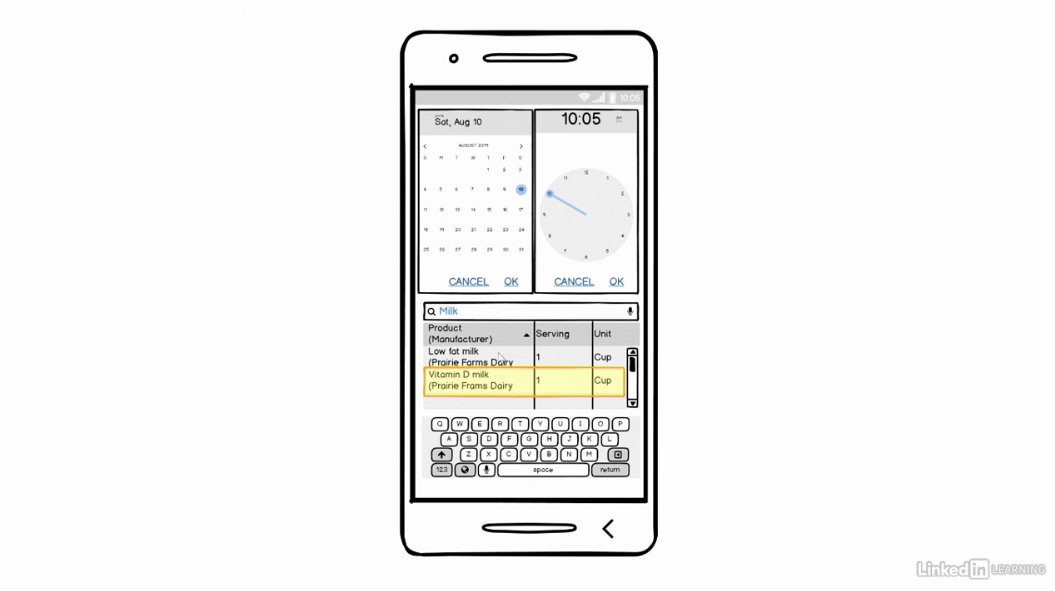 10:05
Sat, Aug 10
10:05
AM
AUGUST 2019
S M T W T F S
1 2 3
4 5 6 7 8 9 10
11 12 13 14 15 16 17
18 19 20 21 22 23 24
25 26 27 28 29 30 31
12
11 1
10 2
9 3
8 4
7 5
6
CANCEL OK
CANCEL OK
Milk
Product
(Manufacturer)
Serving
Unit
Low fat milk
(Prairie Farms Dairy
1
Cup
Vitamin D milk
(Prairie Frams Dairy
1
Cup
Q W E R T Y U I O P
A S D F G H J K L
Z X C V B N M
123 space return
Linked in LEARNING